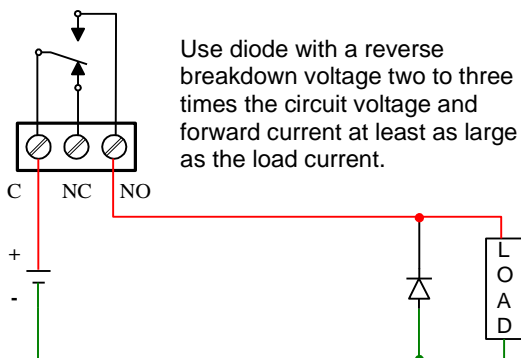 Use diode with a reverse
breakdown voltage two to three
times the circuit voltage and
forward current at least as large
as the load current.
C NC NO
+
-
L
O
A
D